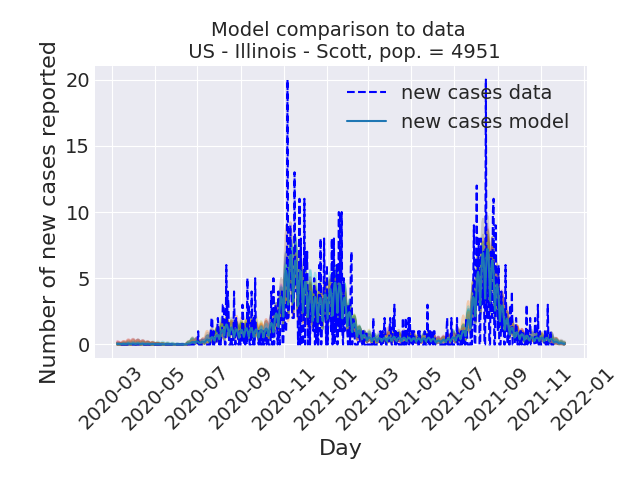 Model comparison to data
US - Illinois - Scott, pop. = 4951
Number of new cases reported
20
15
10
5
0
new cases data
new cases model
2020-03
2020-05
2020-07
2020-09
2020-11
2021-01
2021-03
2021-05
2021-07
2021-09
2021-11
2022-01
Day